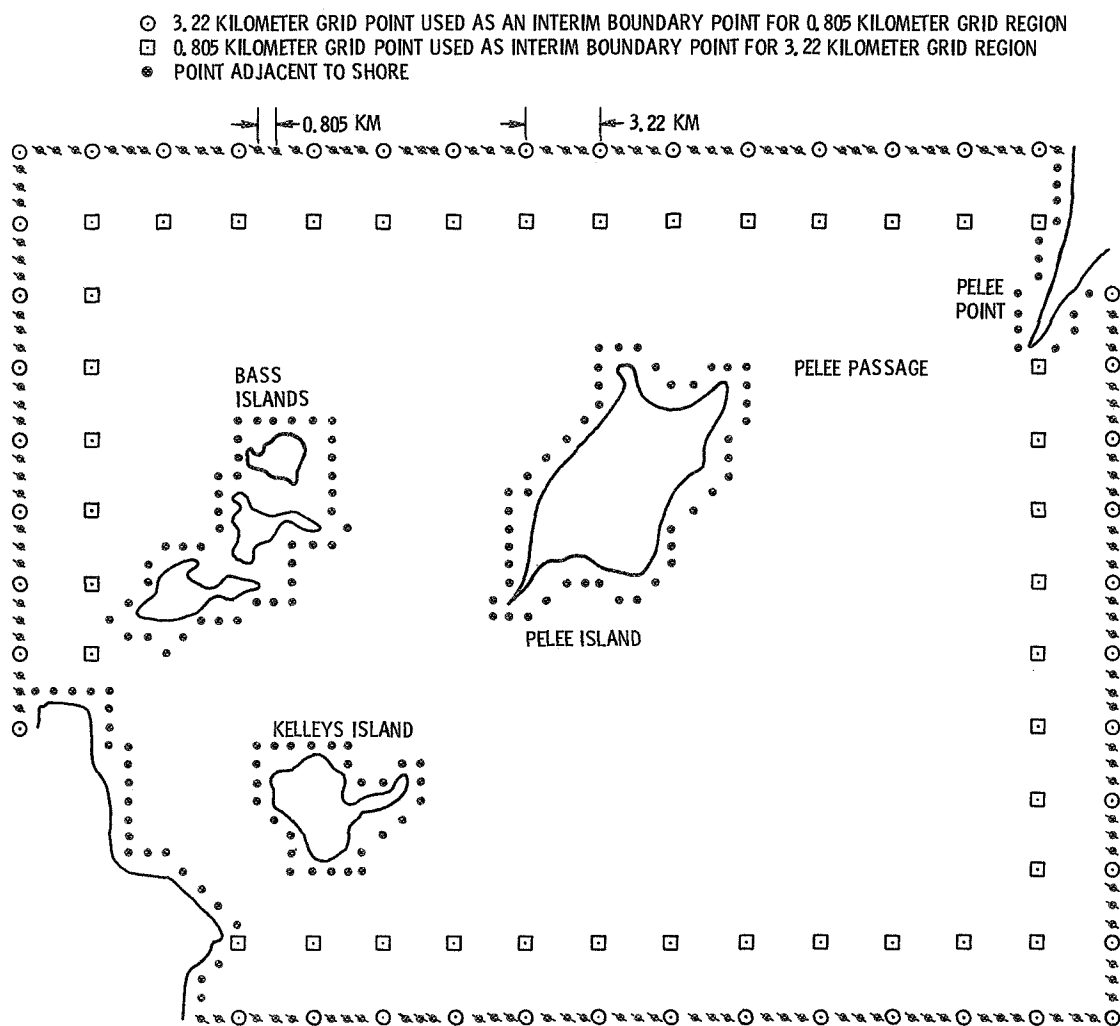 3.22 KILOMETER GRID POINT USED AS AN INTERIM BOUNDARY POINT FOR 0.805 KILOMETER GRID REGION
0.805 KILOMETER GRID POINT USED AS INTERIM BOUNDARY POINT FOR 3.22 KILOMETER GRID REGION
POINT ADJACENT TO SHORE
0.805 KM
3.22 KM
PELEE
POINT
PELEE PASSAGE
BASS
ISLANDS
PELEE ISLAND
KELLEYS ISLAND